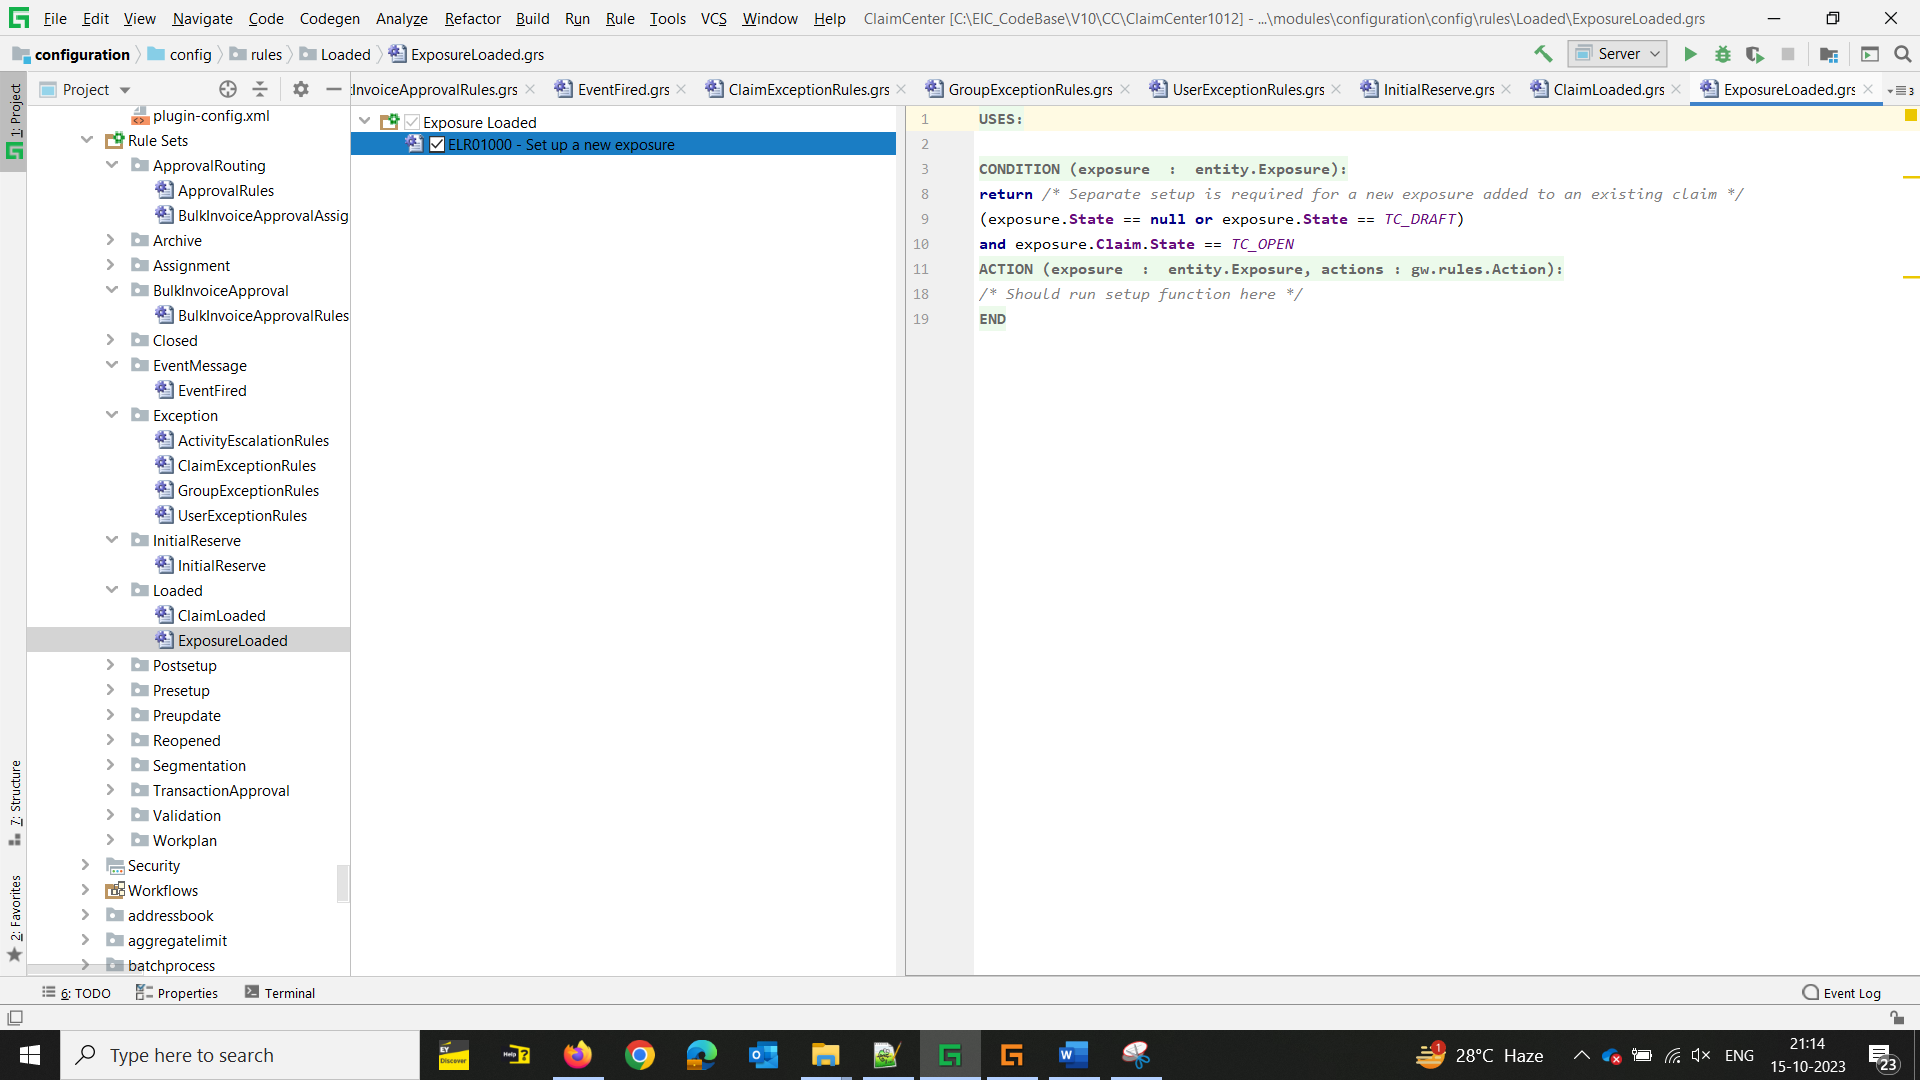 File Edit View Navigate Code Codegen Analyze Refactor Build Run Rule Tools VCS Window Help ClaimCenter [C:\EIC_CodeBase\V10\CC\ClaimCenter1012] - ...\modules\configuration\config\rules\Loaded\ExposureLoaded.grs
configuration config rules Loaded ExposureLoaded.grs
Server
Project
InvoiceApprovalRules.grs EventFired.grs ClaimExceptionRules.grs GroupExceptionRules.grs UserExceptionRules.grs InitialReserve.grs ClaimLoaded.grs ExposureLoaded.grs 3
1: Project
7: Structure
2: Favorites
plugin-config.xml
Rule Sets
ApprovalRouting
ApprovalRules
BulkInvoiceApprovalAssig
Archive
Assignment
BulkInvoiceApproval
BulkInvoiceApprovalRules
Closed
EventMessage
EventFired
Exception
ActivityEscalationRules
ClaimExceptionRules
GroupExceptionRules
UserExceptionRules
InitialReserve
InitialReserve
Loaded
ClaimLoaded
ExposureLoaded
Postsetup
Presetup
Preupdate
Reopened
Segmentation
TransactionApproval
Validation
Workplan
Security
Workflows
addressbook
aggregatelimit
batchprocess
Exposure Loaded
ELR01000 - Set up a new exposure
1 USES:
2
3 CONDITION (exposure : entity.Exposure):
8 return /* Separate setup is required for a new exposure added to an existing claim */
9 (exposure.State == null or exposure.State == TC_DRAFT)
10 and exposure.Claim.State == TC_OPEN
11 ACTION (exposure : entity.Exposure, actions : gw.rules.Action):
18 /* Should run setup function here */
19 END
6: TODO Properties Terminal Event Log
Type here to search
EY Discover
Help ?
28°C Haze
ENG
21:14
15-10-2023
23